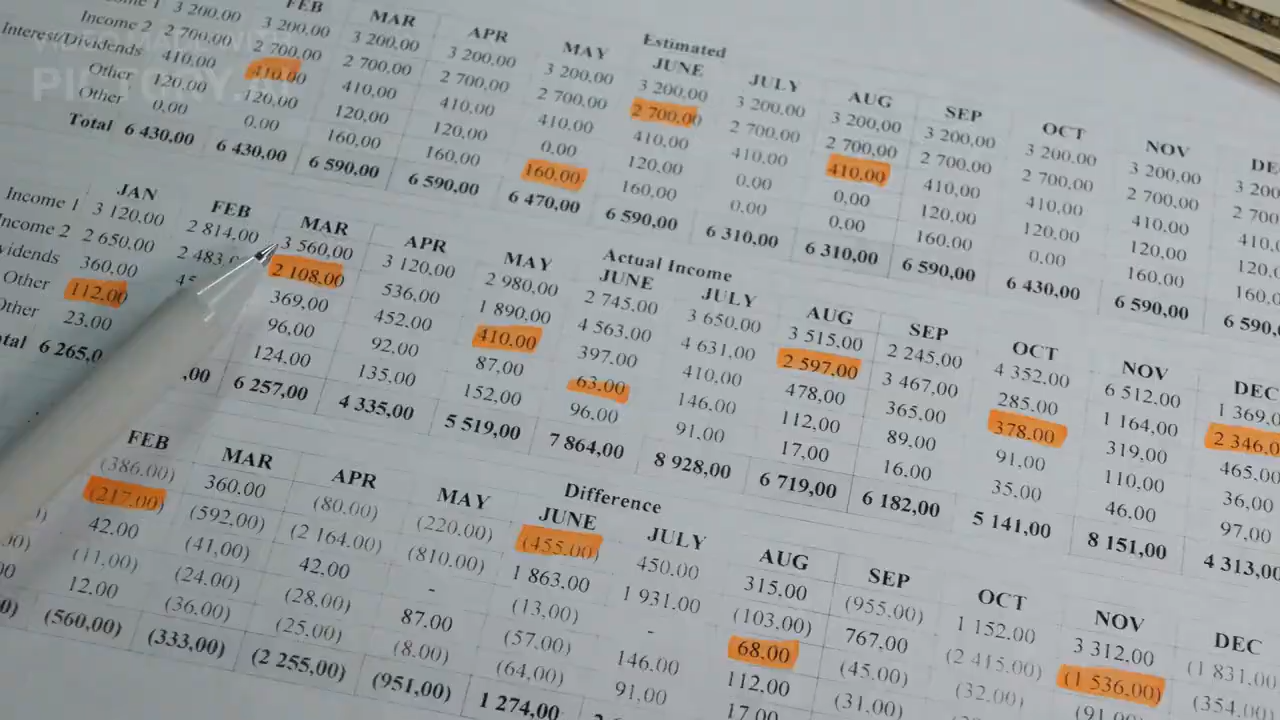 FEB MAR APR MAY Estimated JUNE JULY AUG SEP OCT NOV
3 200,00 3 200,00 3 200,00 3 200,00 3 200,00 3 200,00 3 200,00 3 200,00 3 200,00 3 200,00 3 200,00
Income 2 2 700,00 2 700,00 2 700,00 2 700,00 2 700,00 2 700,00 2 700,00 2 700,00 2 700,00 2 700,00 2 700,00
Interest/Dividends 410,00 410,00 410,00 410,00 410,00 410,00 410,00 410,00 410,00 410,00 410,00
Other 120,00 120,00 120,00 120,00 0,00 120,00 0.00 0,00 120,00 120,00 120,00
Other 0,00 0.00 160,00 160,00 160,00 160,00 0,00 0,00 160.00 0.00 160,00
Total 6 430,00 6 430,00 6 590,00 6 590,00 6 470,00 6 590,00 6 310,00 6 310,00 6 590,00 6 430,00 6 590,00
Actual Income
JAN FEB MAR APR MAY JUNE JULY AUG SEP OCT NOV DEC
Income 1 3 120,00 2 814,00 3 560,00 3 120,00 2 980,00 2 745,00 3 650,00 3 515,00 2 245,00 4 352,00 6 512,00
Income 2 2 650,00 2 108,00 536,00 1 890,00 4 563,00 4 631,00 2 597,00 3 467,00 285.00 1 164,00
360,00 369,00 452,00 410,00 397,00 410,00 478,00 365,00 378.00 319,00 465,00
Other 112,00 96,00 92,00 87,00 63,00 146,00 112,00 89,00 91,00 110,00 36,00
Other 23.00 124.00 135,00 152,00 96,00 91,00 17,00 16.00 35.00 46.00 97,00
6 257,00 4 335,00 5 519,00 7 864,00 8 928,00 6 719,00 6 182,00 5 141,00 8 151,00 4 313,00
Difference
FEB MAR APR MAY JUNE JULY AUG SEP OCT NOV DEC
(386.00) 360.00 (80.00) (220.00) (455.00) 450.00 315.00 (955.00) 1 152.00 3 312.00
(217.00) (592,00) (2 164.00) (810.00) 1 863.00 1 931.00 (103.00) 767,00 (2 415.00) (1 536.00)
42.00 (41,00) 42.00 - (13,00) - 68,00 (45.00) (32.00)
(11,00) (24.00) (28.00) 87.00 (57.00) 146.00 112.00 (31.00)
12.00 (36.00) (25.00) (8.00) (64,00) 91,00
(560,00) (333,00) (2 255,00) (951,00) 1 274,00